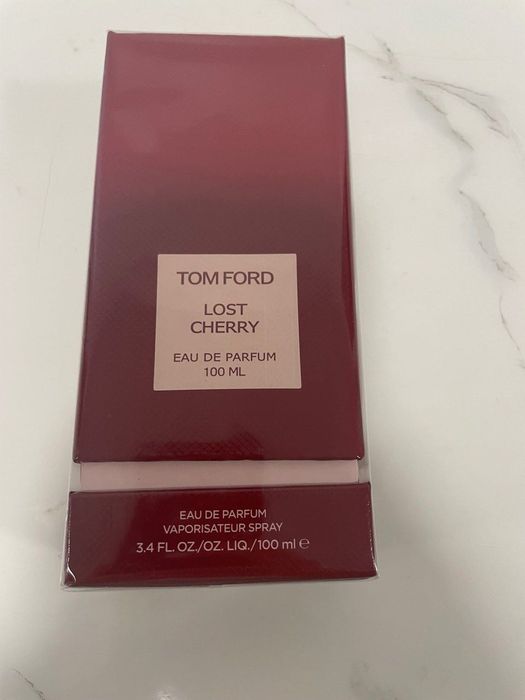 TOM FORD
LOST
CHERRY
EAU DE PARFUM
100 ML
EAU DE PARFUM
VAPORISATEUR SPRAY
3.4 FL. OZ./OZ. LIQ./100 ml ℮